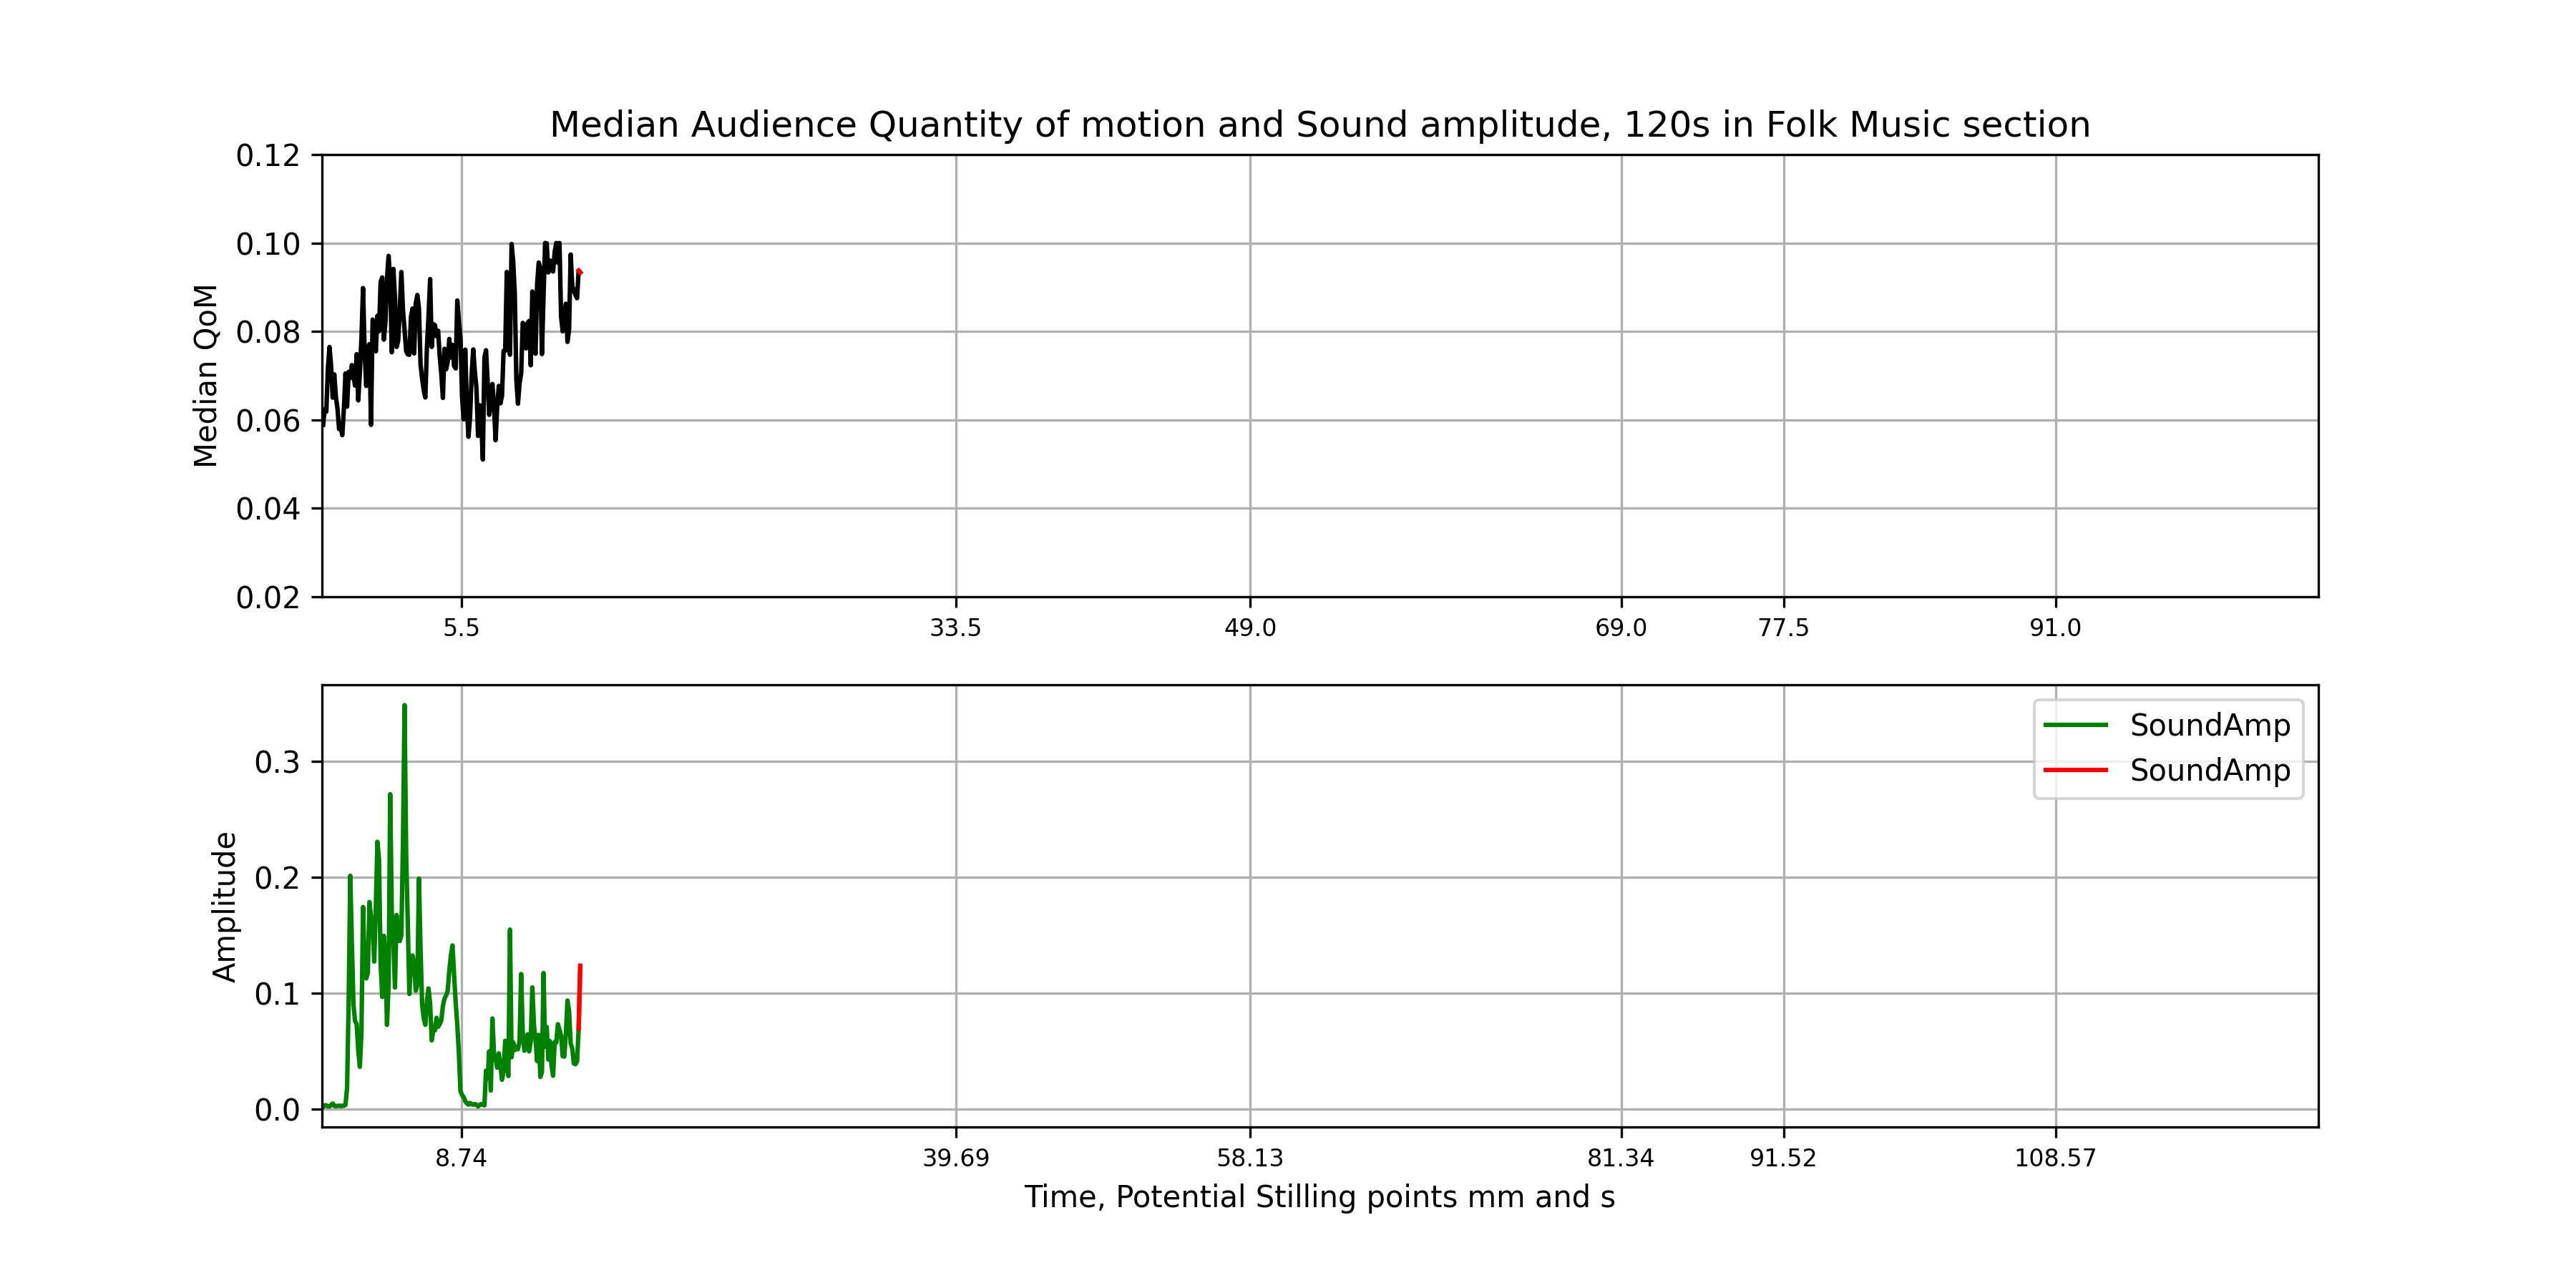 Median Audience Quantity of motion and Sound amplitude, 120s in Folk Music section
0.12
0.10
0.08
0.06
0.04
0.02
Median QoM
5.5 33.5 49.0 69.0 77.5 91.0
SoundAmp
SoundAmp
0.3
0.2
0.1
0.0
Amplitude
8.74 39.69 58.13 81.34 91.52 108.57
Time, Potential Stilling points mm and s